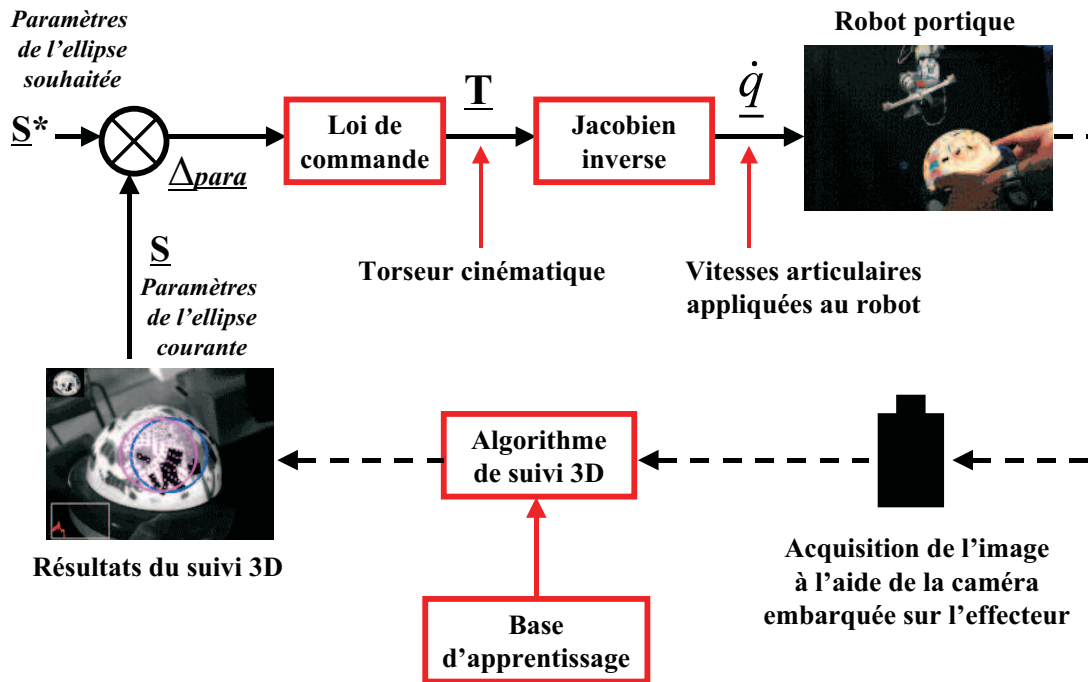 Paramètres
de l’ellipse
souhaitée
S*
Δpara
Loi de
commande
T
Jacobien
inverse
q̇
Robot portique
Torseur cinématique
Vitesses articulaires
appliquées au robot
S
Paramètres
de l’ellipse
courante
Résultats du suivi 3D
Algorithme
de suivi 3D
Base
d’apprentissage
Acquisition de l’image
à l’aide de la caméra
embarquée sur l’effecteur